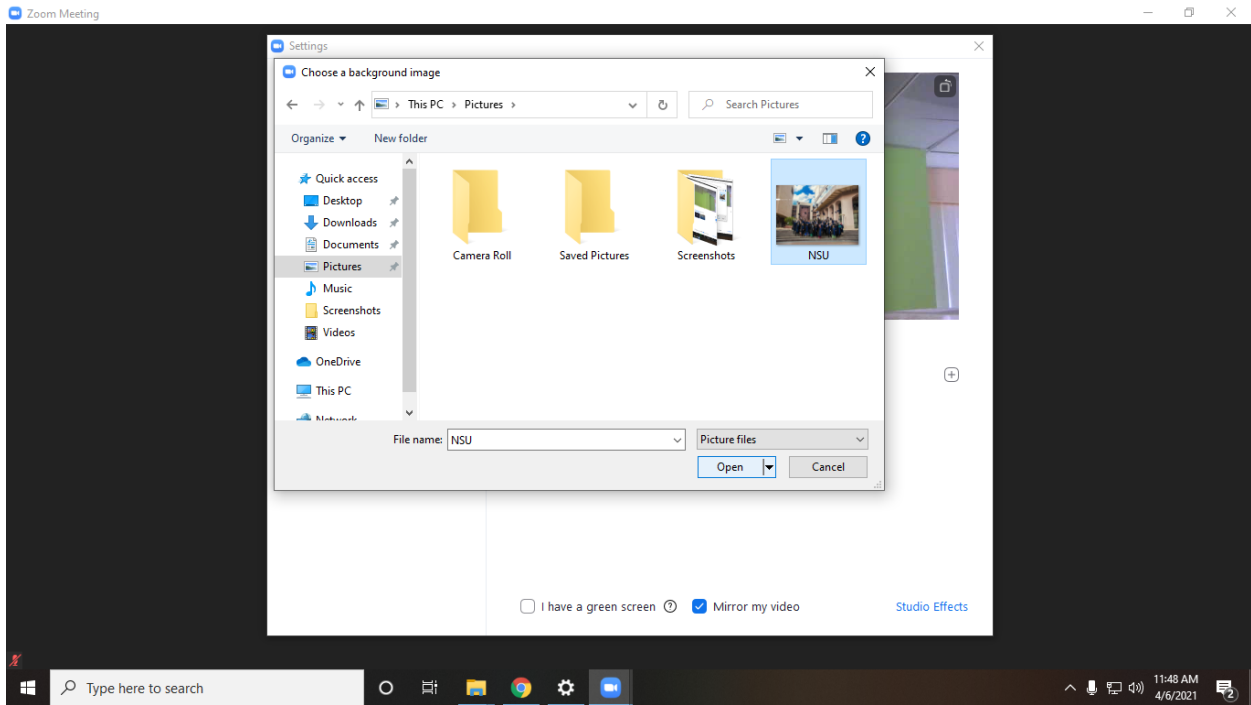 Zoom Meeting
Settings
Choose a background image
This PC > Pictures >
Search Pictures
Organize
New folder
Quick access
Desktop
Downloads
Documents
Pictures
Music
Screenshots
Videos
OneDrive
This PC
Network
Camera Roll
Saved Pictures
Screenshots
NSU
File name: NSU
Picture files
Open
Cancel
I have a green screen
Mirror my video
Studio Effects
Type here to search
11:48 AM
4/6/2021
2